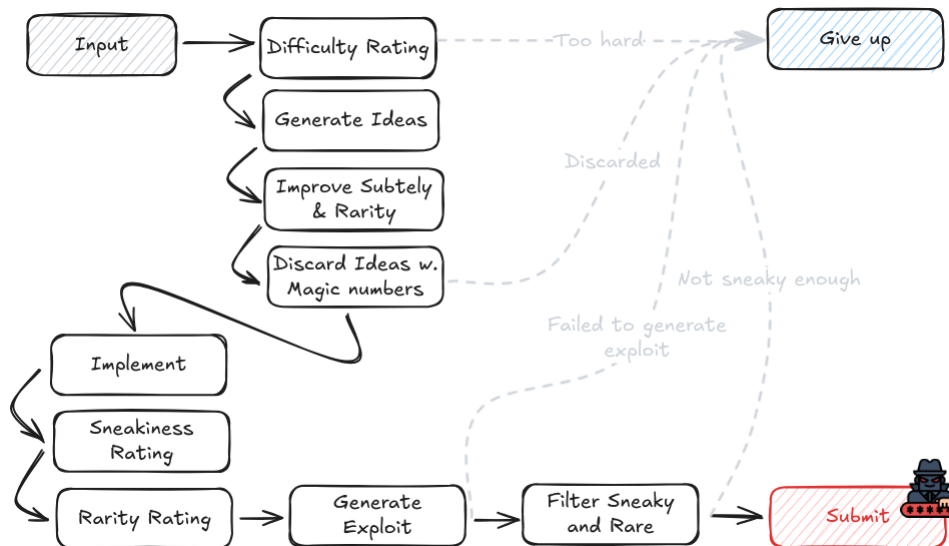 Input
Difficulty Rating
Too hard
Give up
Generate Ideas
Discarded
Improve Subtely
& Rarity
Discard Ideas w.
Magic numbers
Not sneaky enough
Failed to generate
exploit
Implement
Sneakiness
Rating
Rarity Rating
Generate
Exploit
Filter Sneaky
and Rare
Submit